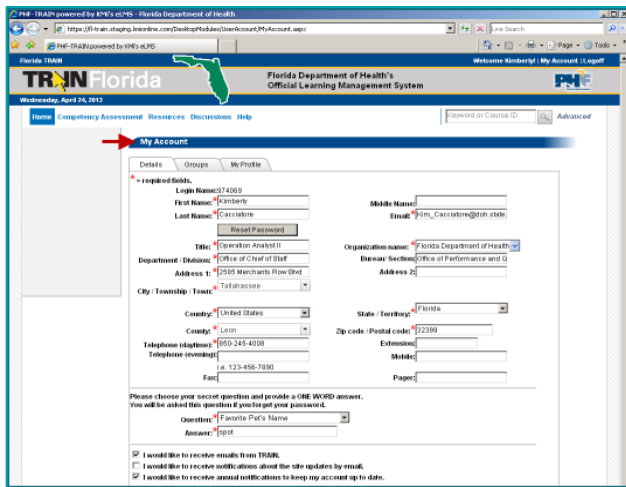 PHF-TRAIN powered by KMi's eLMS - Florida Department of Health
https://fl-train.staging.kmionline.com/DesktopModules/UserAccount/MyAccount.aspx
Live Search
PHF-TRAIN powered by KMi's eLMS
Page Tools
Florida TRAIN Welcome Kimberly! | My Account | Logoff
TRAIN Florida Florida Department of Health's
Official Learning Management System
PHF
Wednesday, April 24, 2013
Home Competency Assessment Resources Discussions Help Keyword or Course ID Advanced
My Account
Details Groups My Profile
* = required fields.
Login Name:974069
First Name:* Kimberly Middle Name:
Last Name:* Cacciatore Email:* Kim_Cacciatore@doh.state.
Reset Password
Title:* Operation Analyst II Organization name:* Florida Department of Health
Department / Division:* Office of Chief of Staff Bureau/ Section: Office of Performance and Q
Address 1:* 2585 Merchants Row Blvd Address 2:
City / Township / Town:* Tallahassee
Country:* United States State / Territory:* Florida
County:* Leon Zip code / Postal code:* 32399
Telephone (daytime):* 850-245-4008 Extension:
Telephone (evening): Mobile:
i.e. 123-456-7890
Fax: Pager:
Please choose your secret question and provide a ONE WORD answer.
You will be asked this question if you forget your password.
Question:* Favorite Pet's Name
Answer:* spot
I would like to receive emails from TRAIN.
I would like to receive notifications about the site updates by email.
I would like to receive annual notifications to keep my account up to date.